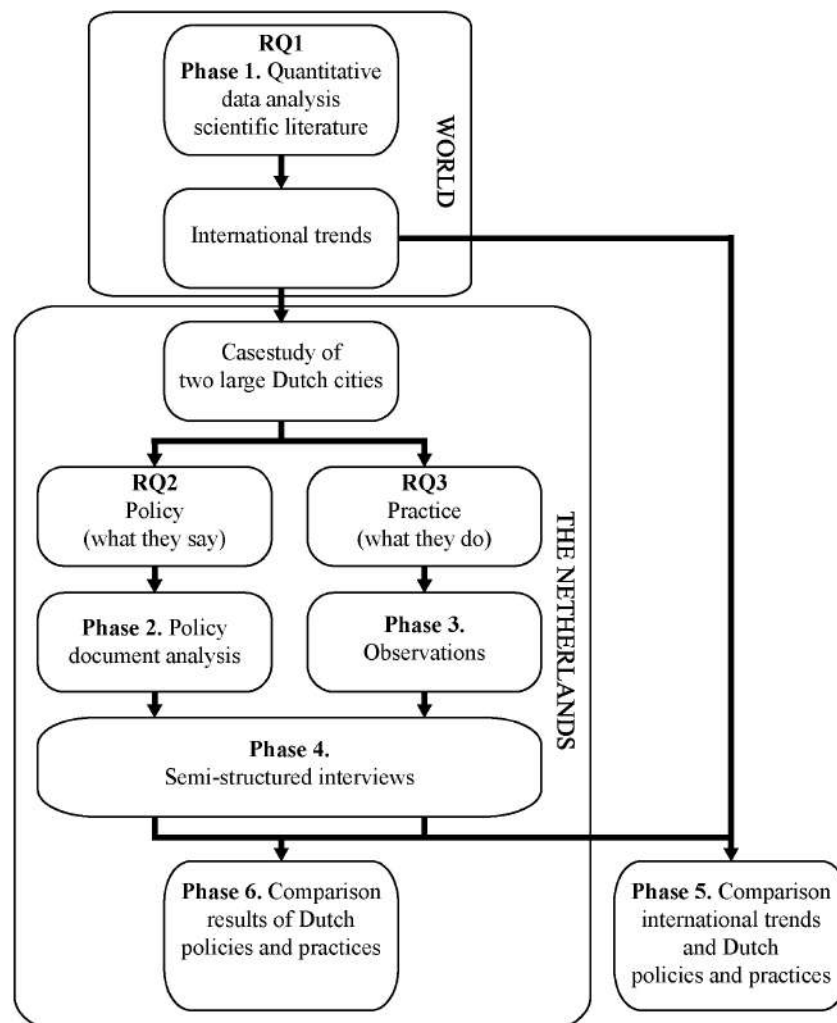 RQ1
Phase 1. Quantitative
data analysis
scientific literature
WORLD
International trends
Casestudy of
two large Dutch cities
RQ2
Policy
(what they say)
RQ3
Practice
(what they do)
THE NETHERLANDS
Phase 2. Policy
document analysis
Phase 3.
Observations
Phase 4.
Semi-structured interviews
Phase 6. Comparison
results of Dutch
policies and practices
Phase 5. Comparison
international trends
and Dutch
policies and practices